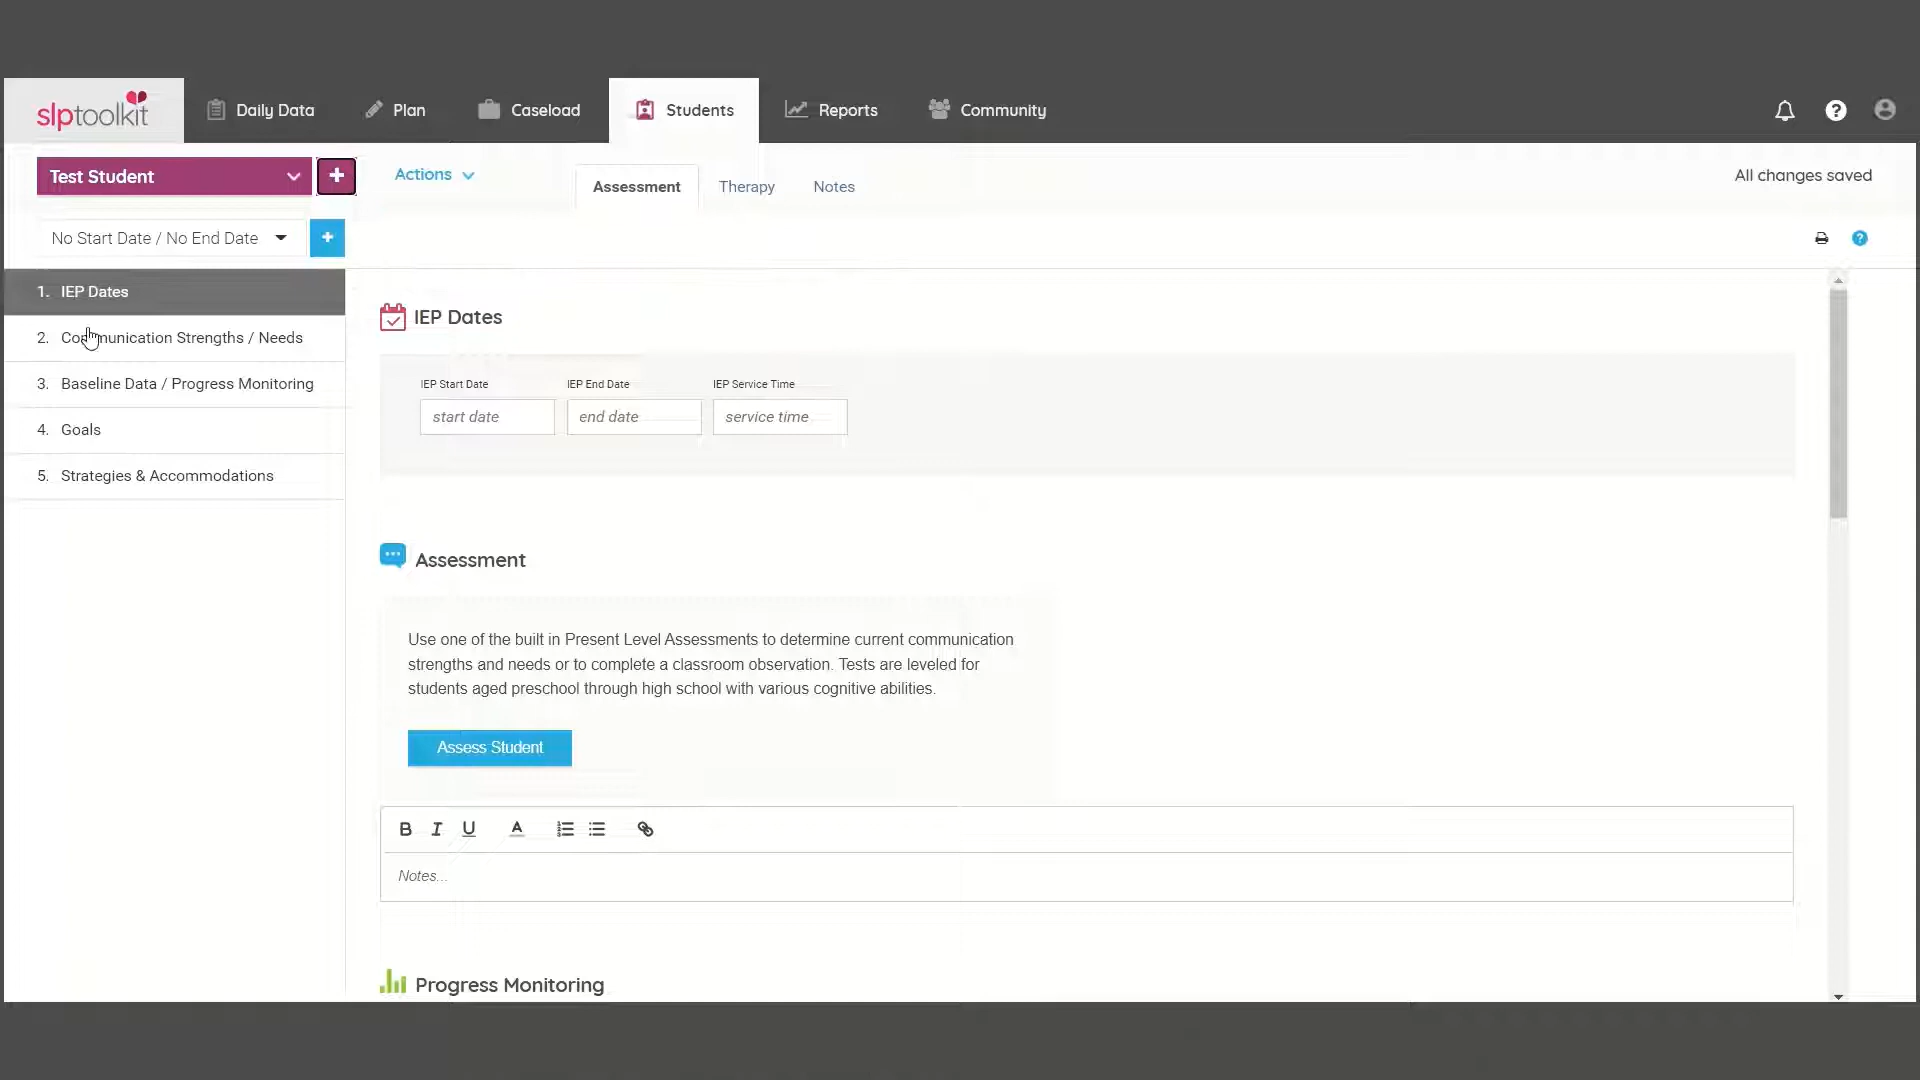 slptoolkit
Daily Data
Plan
Caseload
Students
Reports
Community
?
Test Student
+
Actions
Assessment
Therapy
Notes
All changes saved
No Start Date / No End Date
+
?
1. IEP Dates
2. Communication Strengths / Needs
3. Baseline Data / Progress Monitoring
4. Goals
5. Strategies & Accommodations
IEP Dates
IEP Start Date
IEP End Date
IEP Service Time
start date
end date
service time
Assessment
Use one of the built in Present Level Assessments to determine current communication
strengths and needs or to complete a classroom observation. Tests are leveled for
students aged preschool through high school with various cognitive abilities.
Assess Student
B I U A
Notes...
Progress Monitoring